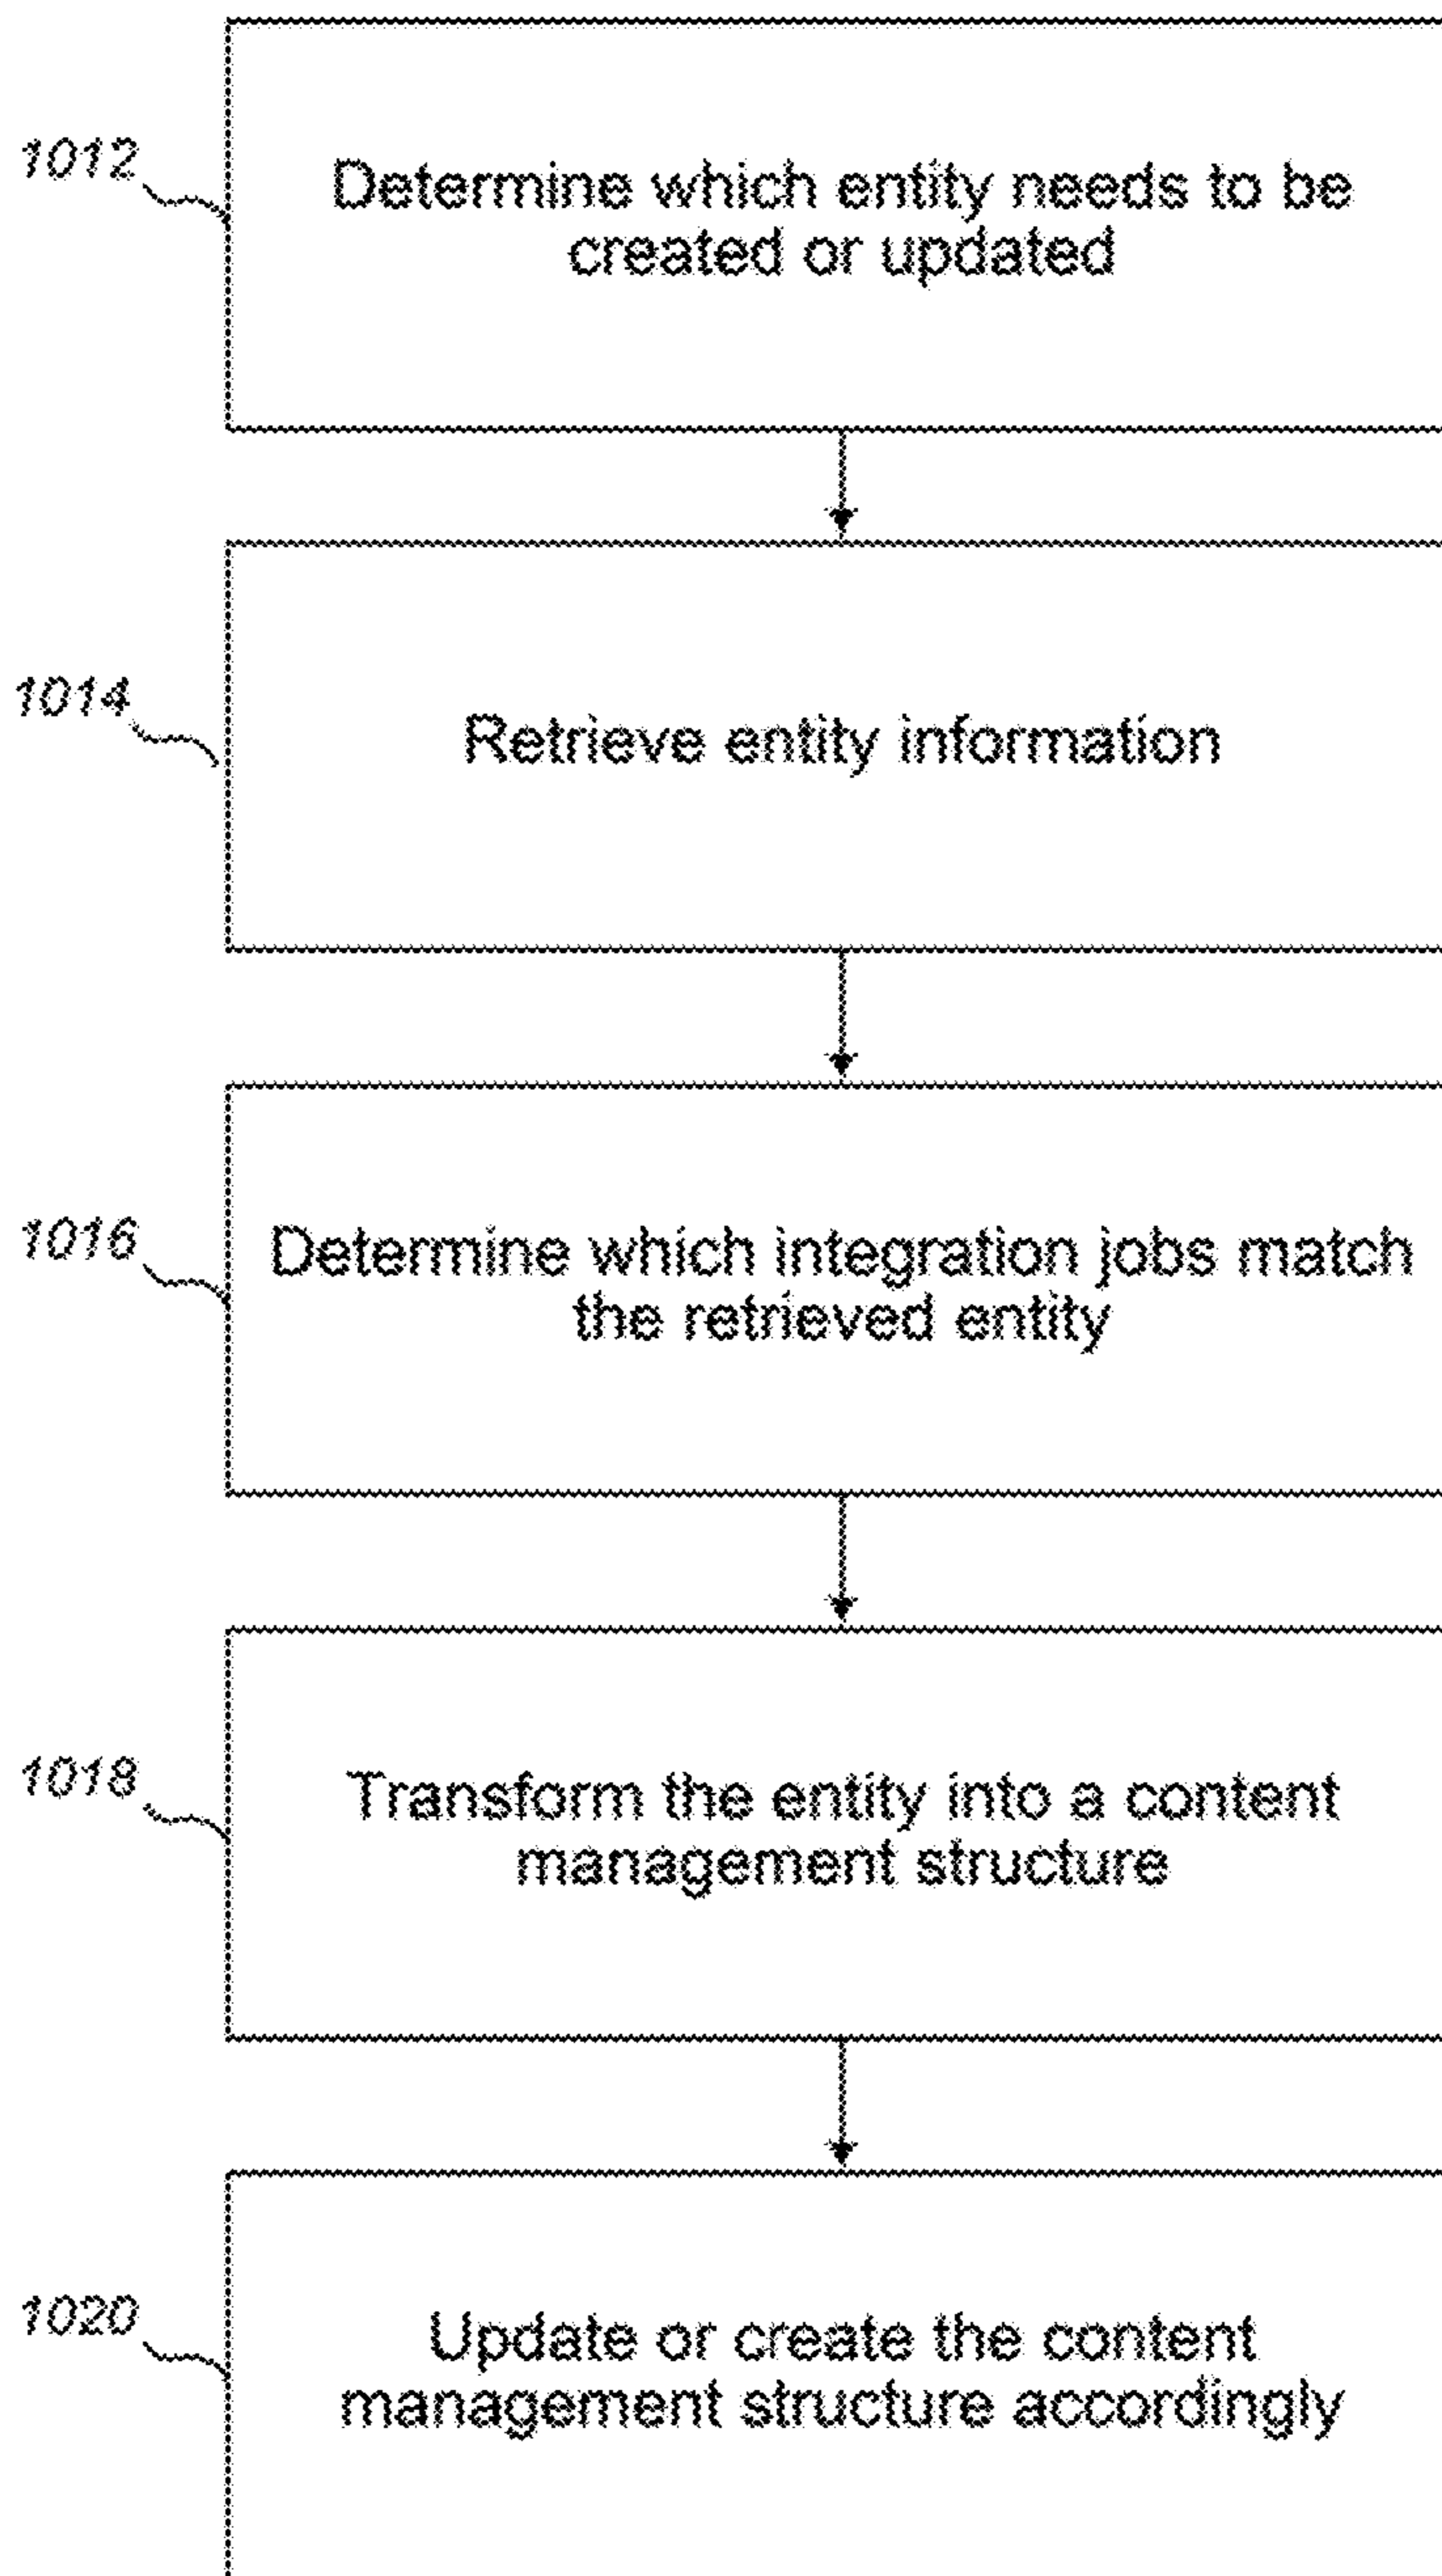 1012
Determine which entity needs to be
created or updated
1014
Retrieve entity information
1016
Determine which integration jobs match
the retrieved entity
1018
Transform the entity into a content
management structure
1020
Update or create the content
management structure accordingly